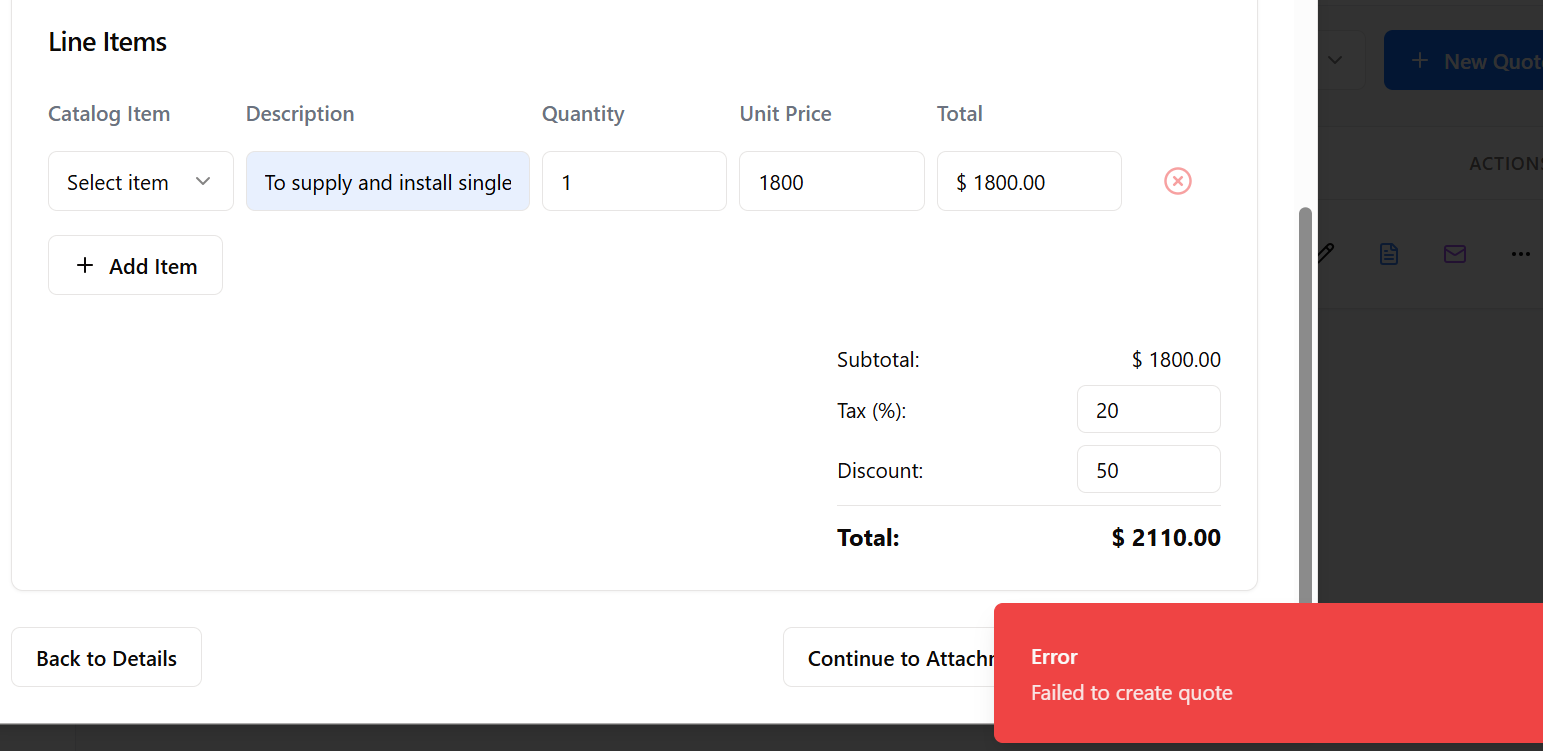 Line Items
New Quot
Catalog Item Description Quantity Unit Price Total
ACTIONS
Select item To supply and install single 1 1800 $ 1800.00
Add Item
Subtotal: $ 1800.00
Tax (%): 20
Discount: 50
Total: $ 2110.00
Back to Details
Continue to Attachm
Error
Failed to create quote